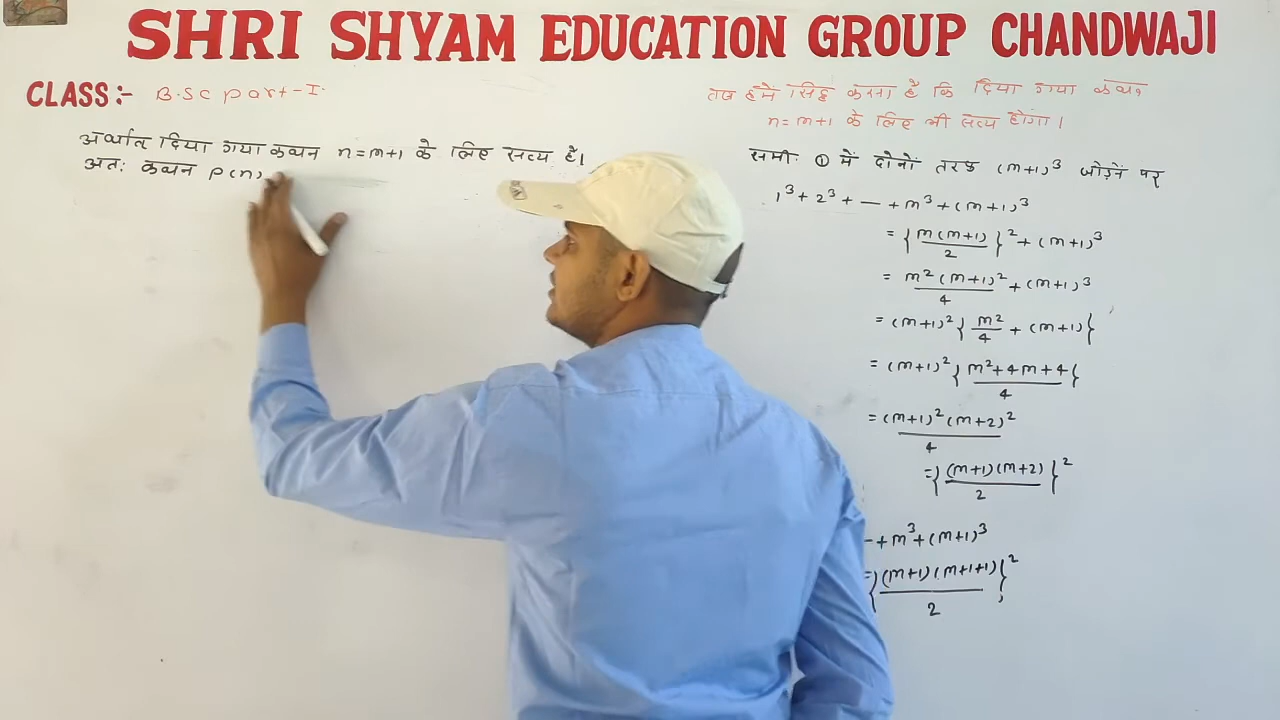 SHRI SHYAM EDUCATION GROUP CHANDWAJI
CLASS:- B.Sc part-I.
अर्थात दिया गया कथन n=m+1 के लिए सत्य है।
अत: कथन P(n)
तब हमें सिद्ध करना है कि दिया गया कथन
n=m+1 के लिए भी सत्य होगा।
समी: ① में दोनों तरफ (m+1)³ जोड़ने पर
1³+2³+ — +m³+(m+1)³
= {m(m+1)/2}²+(m+1)³
= m²(m+1)²/4+(m+1)³
= (m+1)²{m²/4+(m+1)}
= (m+1)²{m²+4m+4/4}
= (m+1)²(m+2)²/4
={(m+1)(m+2)/2}²
-+m³+(m+1)³
={(m+1)(m+1+1)/2}²,